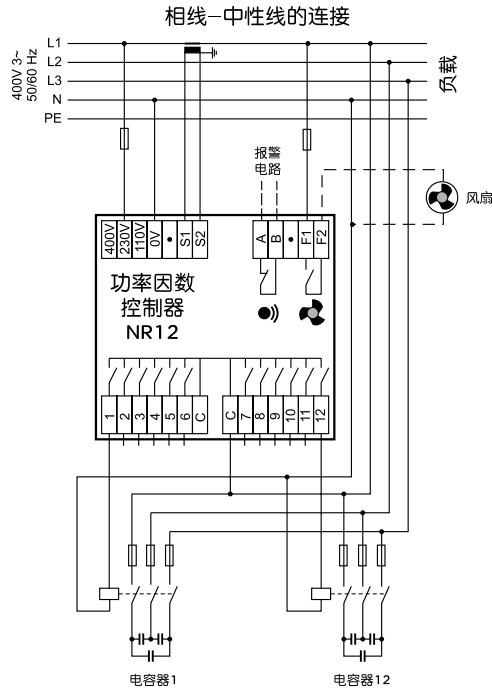 相线—中性线的连接
400V 3~
50/60 Hz
L1
L2
L3
N
PE
负载
报警
电路
风扇
400V
230V
110V
0V
•
S1
S2
A
B
•
F1
F2
功率因数
控制器
NR12
1
2
3
4
5
6
C
C
7
8
9
10
11
12
电容器1
电容器12